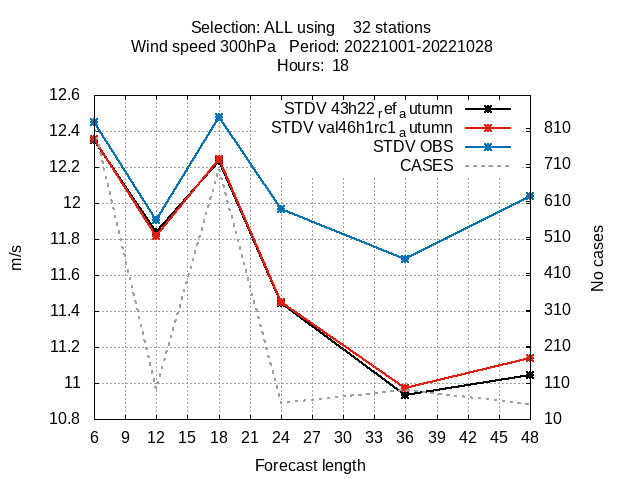 Selection: ALL using    32 stations
Wind speed 300hPa   Period: 20221001-20221028
Hours:  18
STDV 43h22ref_autumn
STDV val46h1rc1_autumn
STDV OBS
CASES
12.6
12.4
12.2
12
11.8
11.6
11.4
11.2
11
10.8
m/s
810
710
610
510
410
310
210
110
10
No cases
6 9 12 15 18 21 24 27 30 33 36 39 42 45 48
Forecast length